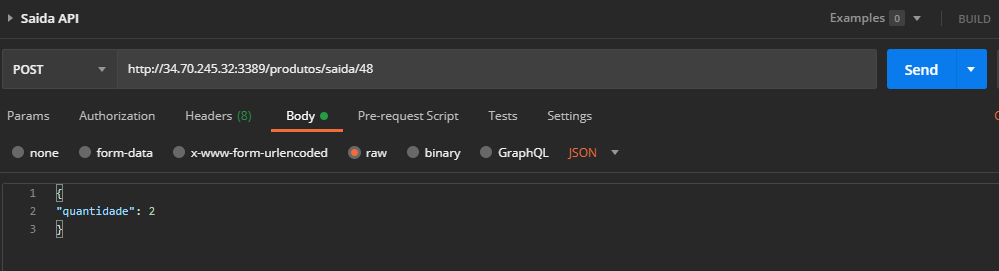 Saida API
Examples 0
BUILD
POST
http://34.70.245.32:3389/produtos/saida/48
Send
Params
Authorization
Headers (8)
Body
Pre-request Script
Tests
Settings
none
form-data
x-www-form-urlencoded
raw
binary
GraphQL
JSON
1 {
2 "quantidade": 2
3 }